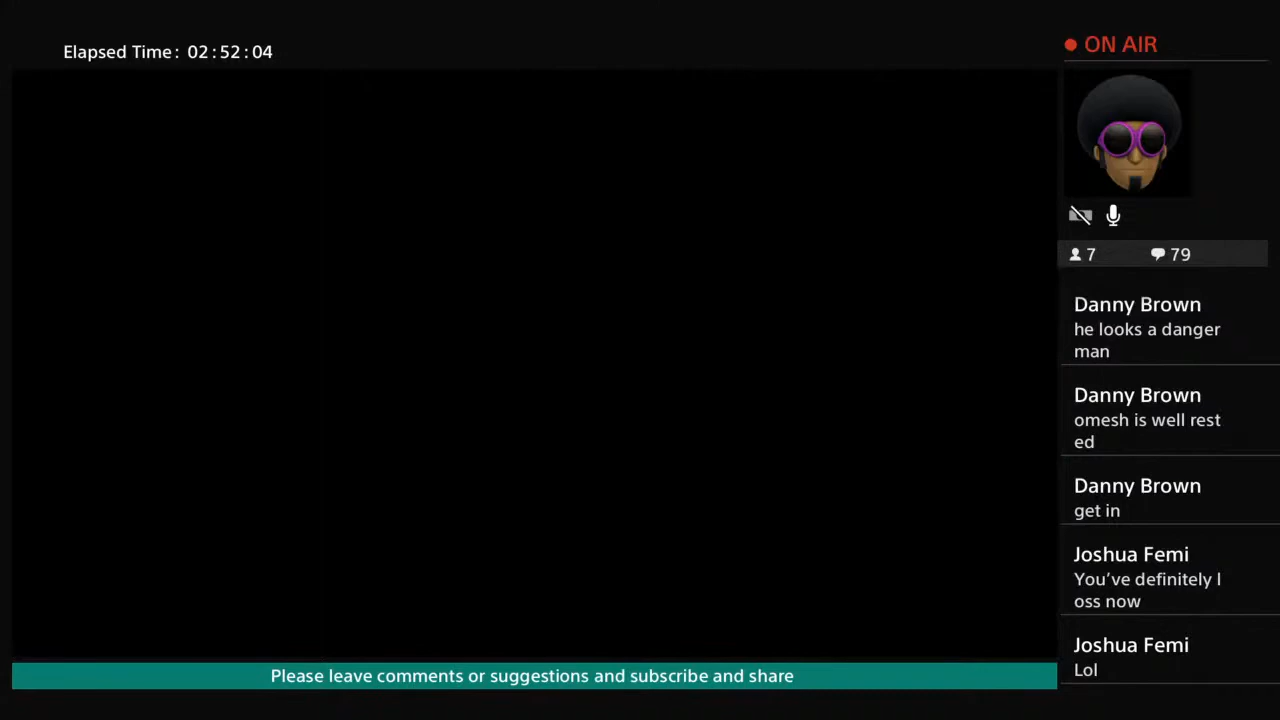 Elapsed Time: 02:52:04
ON AIR
7 79
Danny Brown
he looks a danger
man
Danny Brown
omesh is well rest
ed
Danny Brown
get in
Joshua Femi
You’ve definitely l
oss now
Joshua Femi
Lol
Please leave comments or suggestions and subscribe and share